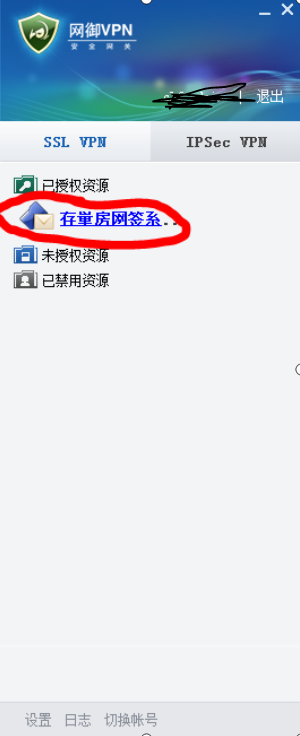 网御VPN
安全网关
退出
SSL VPN
IPSec VPN
已授权资源
存量房网签系...
未授权资源
已禁用资源
设置
日志
切换帐号